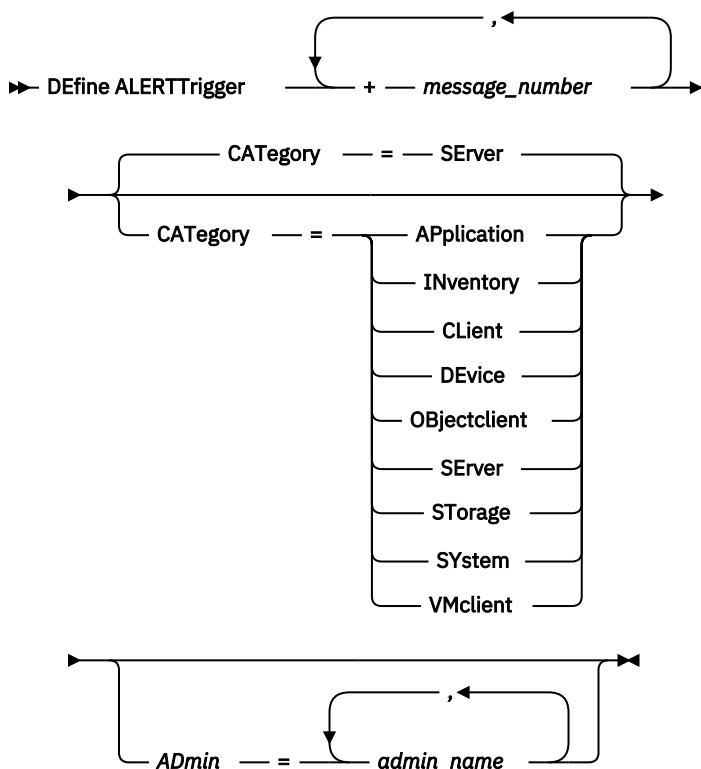 ,
DEfine ALERTTrigger + message_number
CATegory = SErver
CATegory = APplication
INventory
CLient
DEvice
OBjectclient
SErver
STorage
SYstem
VMclient
,
ADmin = admin_name